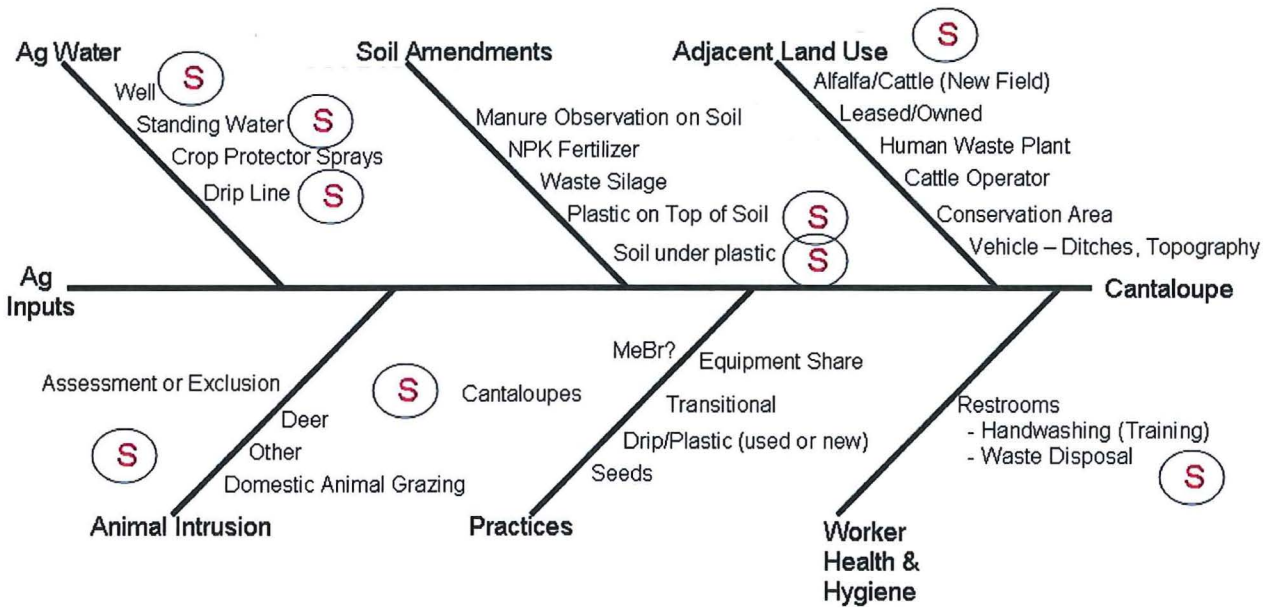 Ag Water
Well S
Standing Water S
Crop Protector Sprays
Drip Line S
Soil Amendments
Manure Observation on Soil
NPK Fertilizer
Waste Silage
Plastic on Top of Soil S
Soil under plastic S
Adjacent Land Use
S
Alfalfa/Cattle (New Field)
Leased/Owned
Human Waste Plant
Cattle Operator
Conservation Area
Vehicle – Ditches, Topography
Ag
Inputs
Cantaloupe
Assessment or Exclusion
Deer
Other
S
Domestic Animal Grazing
Animal Intrusion
S Cantaloupes
MeBr?
Equipment Share
Transitional
Drip/Plastic (used or new)
Seeds
Practices
Restrooms
- Handwashing (Training)
- Waste Disposal
S
Worker
Health &
Hygiene